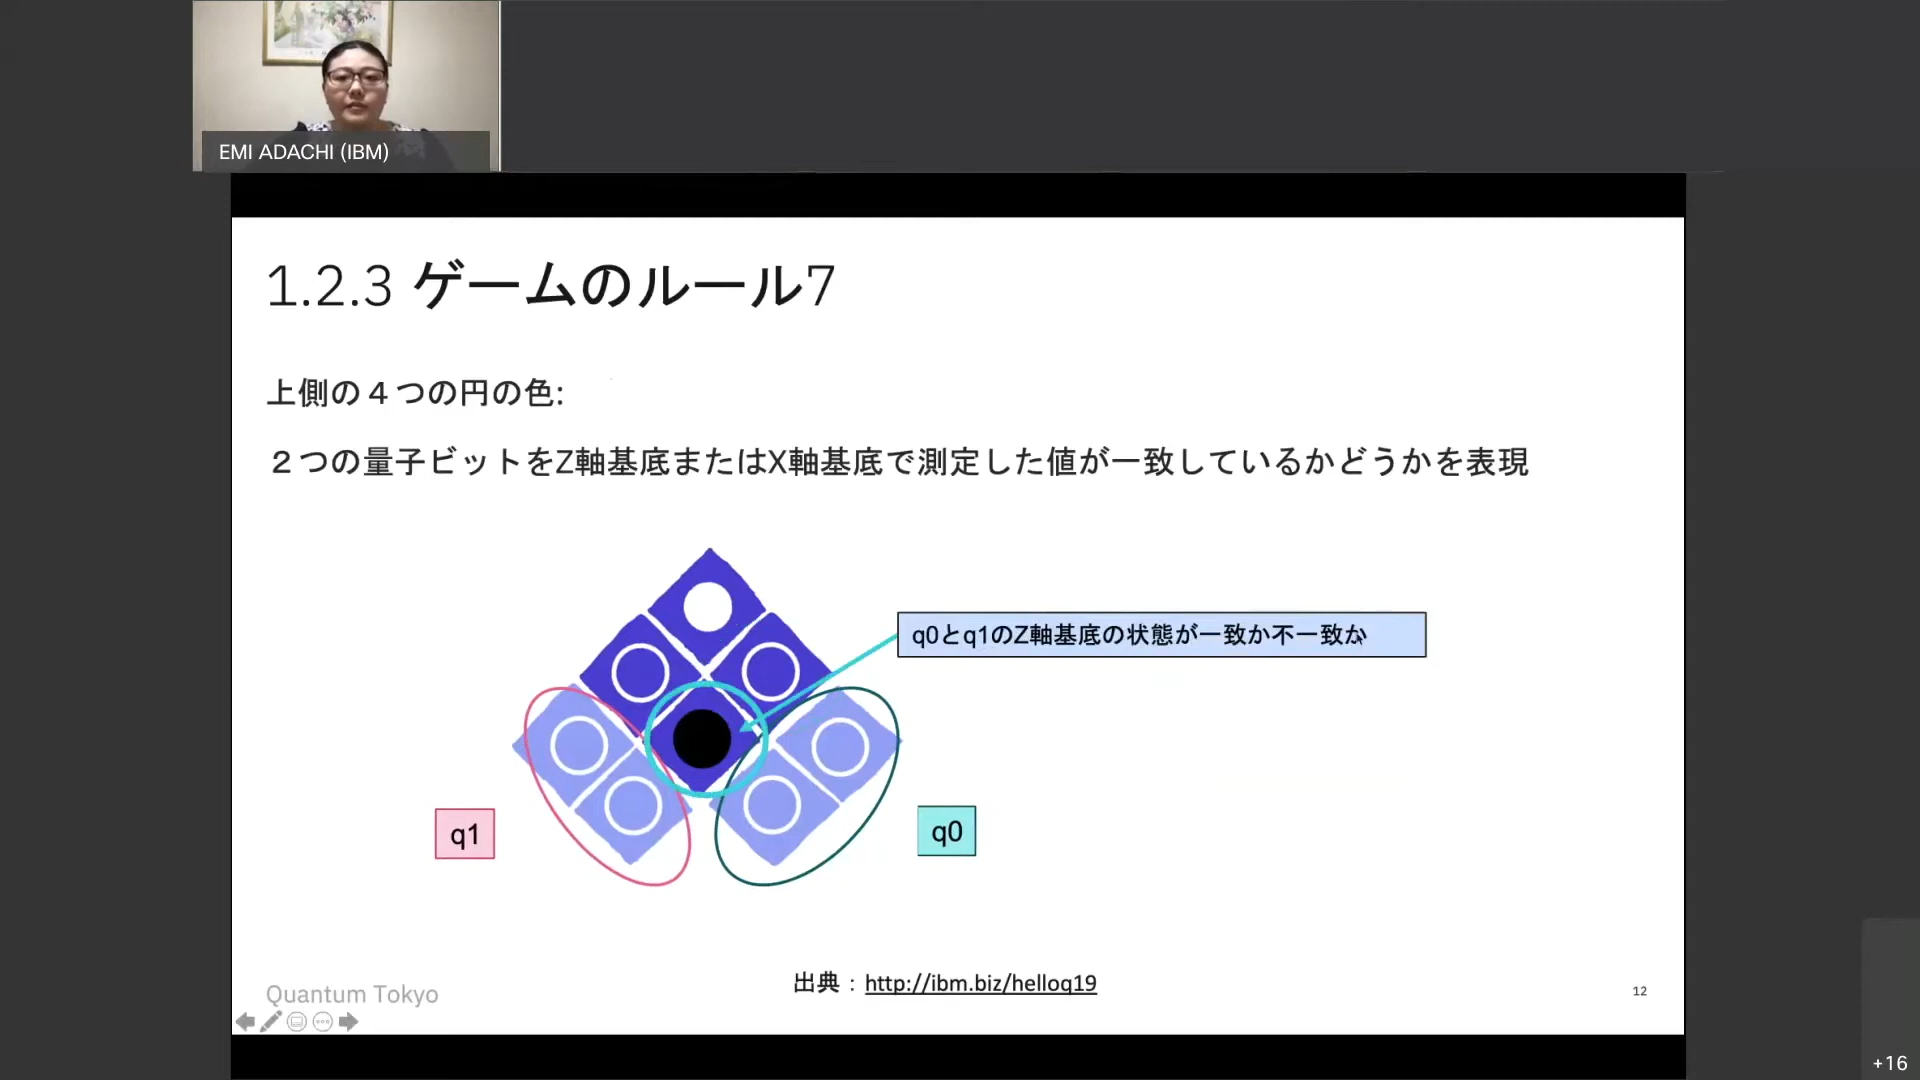 EMI ADACHI (IBM)
1.2.3 ゲームのルール7
上側の４つの円の色:
２つの量子ビットをZ軸基底またはX軸基底で測定した値が一致しているかどうかを表現
q0とq1のZ軸基底の状態が一致か不一致か
q1
q0
出典：http://ibm.biz/helloq19
Quantum Tokyo
12
+16